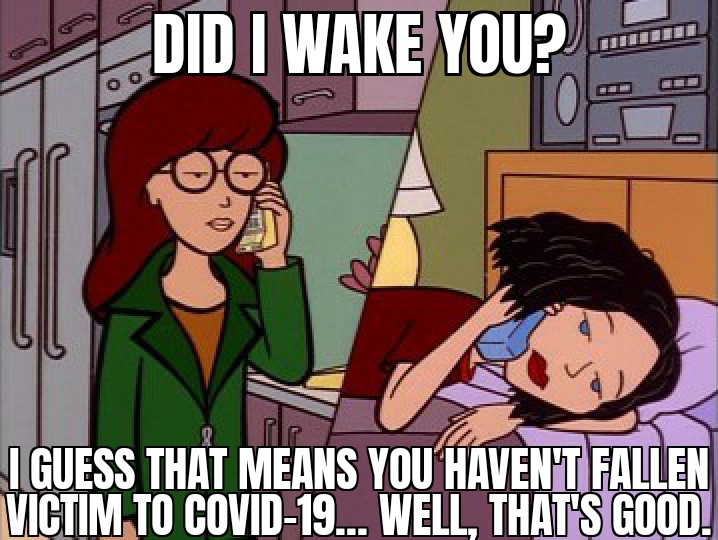 DID I WAKE YOU?
I GUESS THAT MEANS YOU HAVEN'T FALLEN
VICTIM TO COVID-19... WELL, THAT'S GOOD.